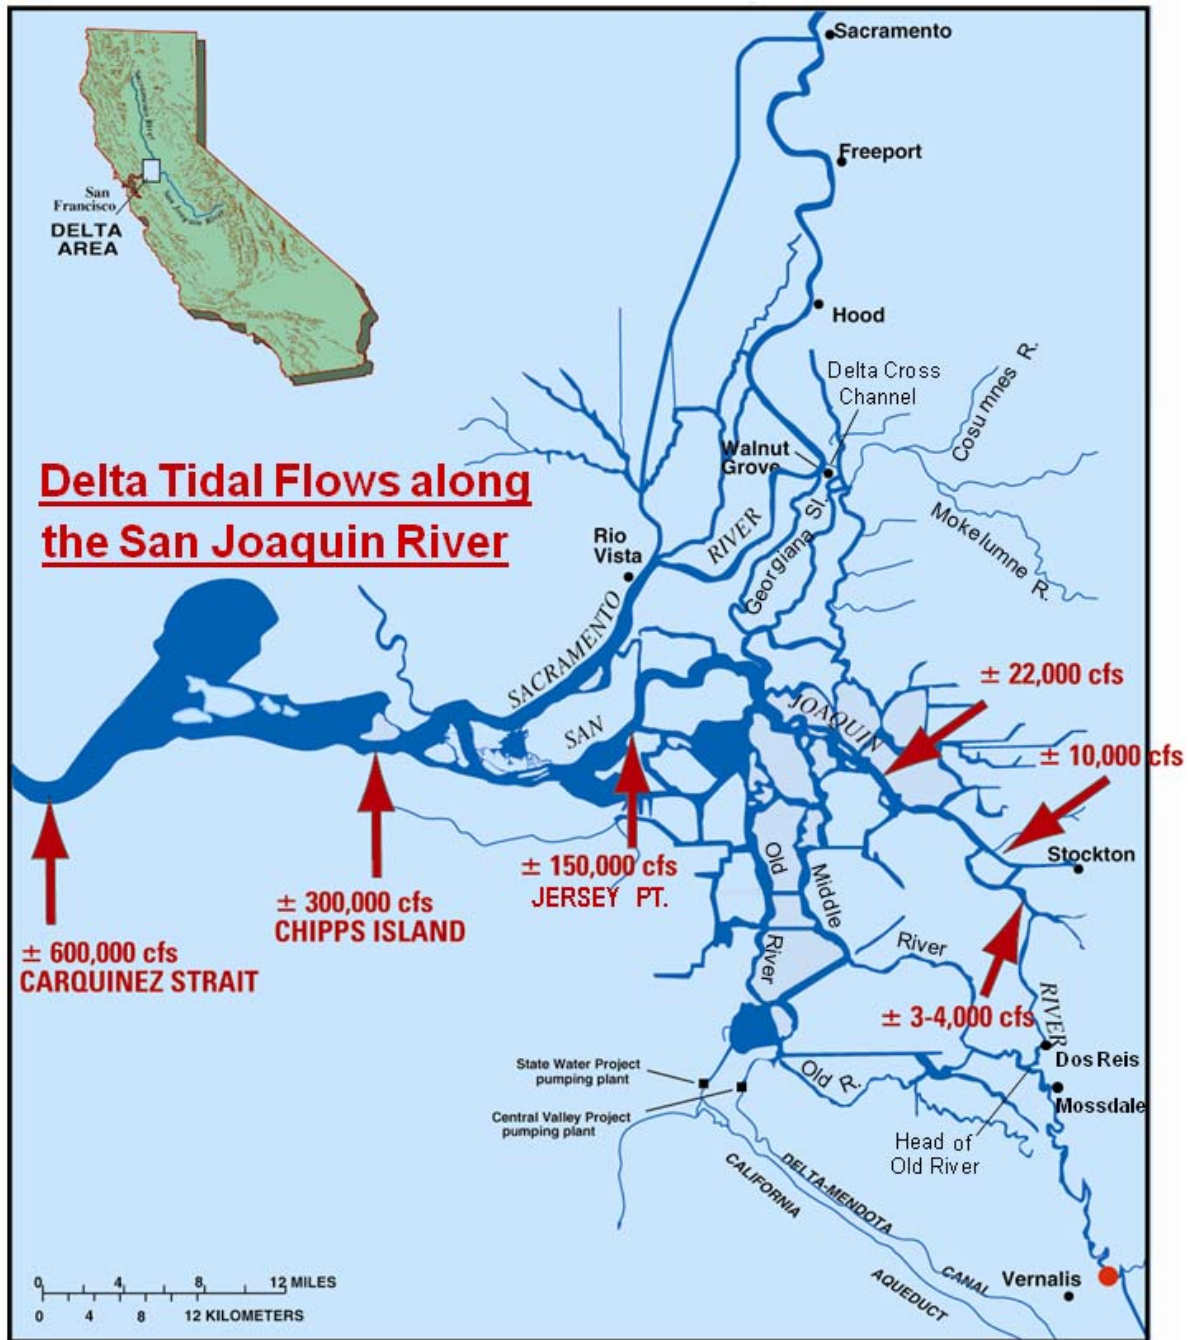 Sacramento
Freeport
Hood
Sacramento River
San Joaquin River
San
Francisco
DELTA
AREA
Delta Cross
Channel
Cosumnes R.
Walnut
Grove
Mokelumne R.
Delta Tidal Flows along
the San Joaquin River
Rio
Vista
RIVER
Georgiana Sl.
SACRAMENTO
SAN
JOAQUIN
± 22,000 cfs
± 10,000 cfs
Stockton
± 150,000 cfs
JERSEY PT.
± 300,000 cfs
CHIPPS ISLAND
± 600,000 cfs
CARQUINEZ STRAIT
Old
River
Middle
River
± 3-4,000 cfs
RIVER
Dos Reis
Mossdale
State Water Project
pumping plant
Central Valley Project
pumping plant
Old R.
Head of
Old River
CALIFORNIA
AQUEDUCT
DELTA-MENDOTA
CANAL
Vernalis
0 4 8 12 MILES
0 4 8 12 KILOMETERS